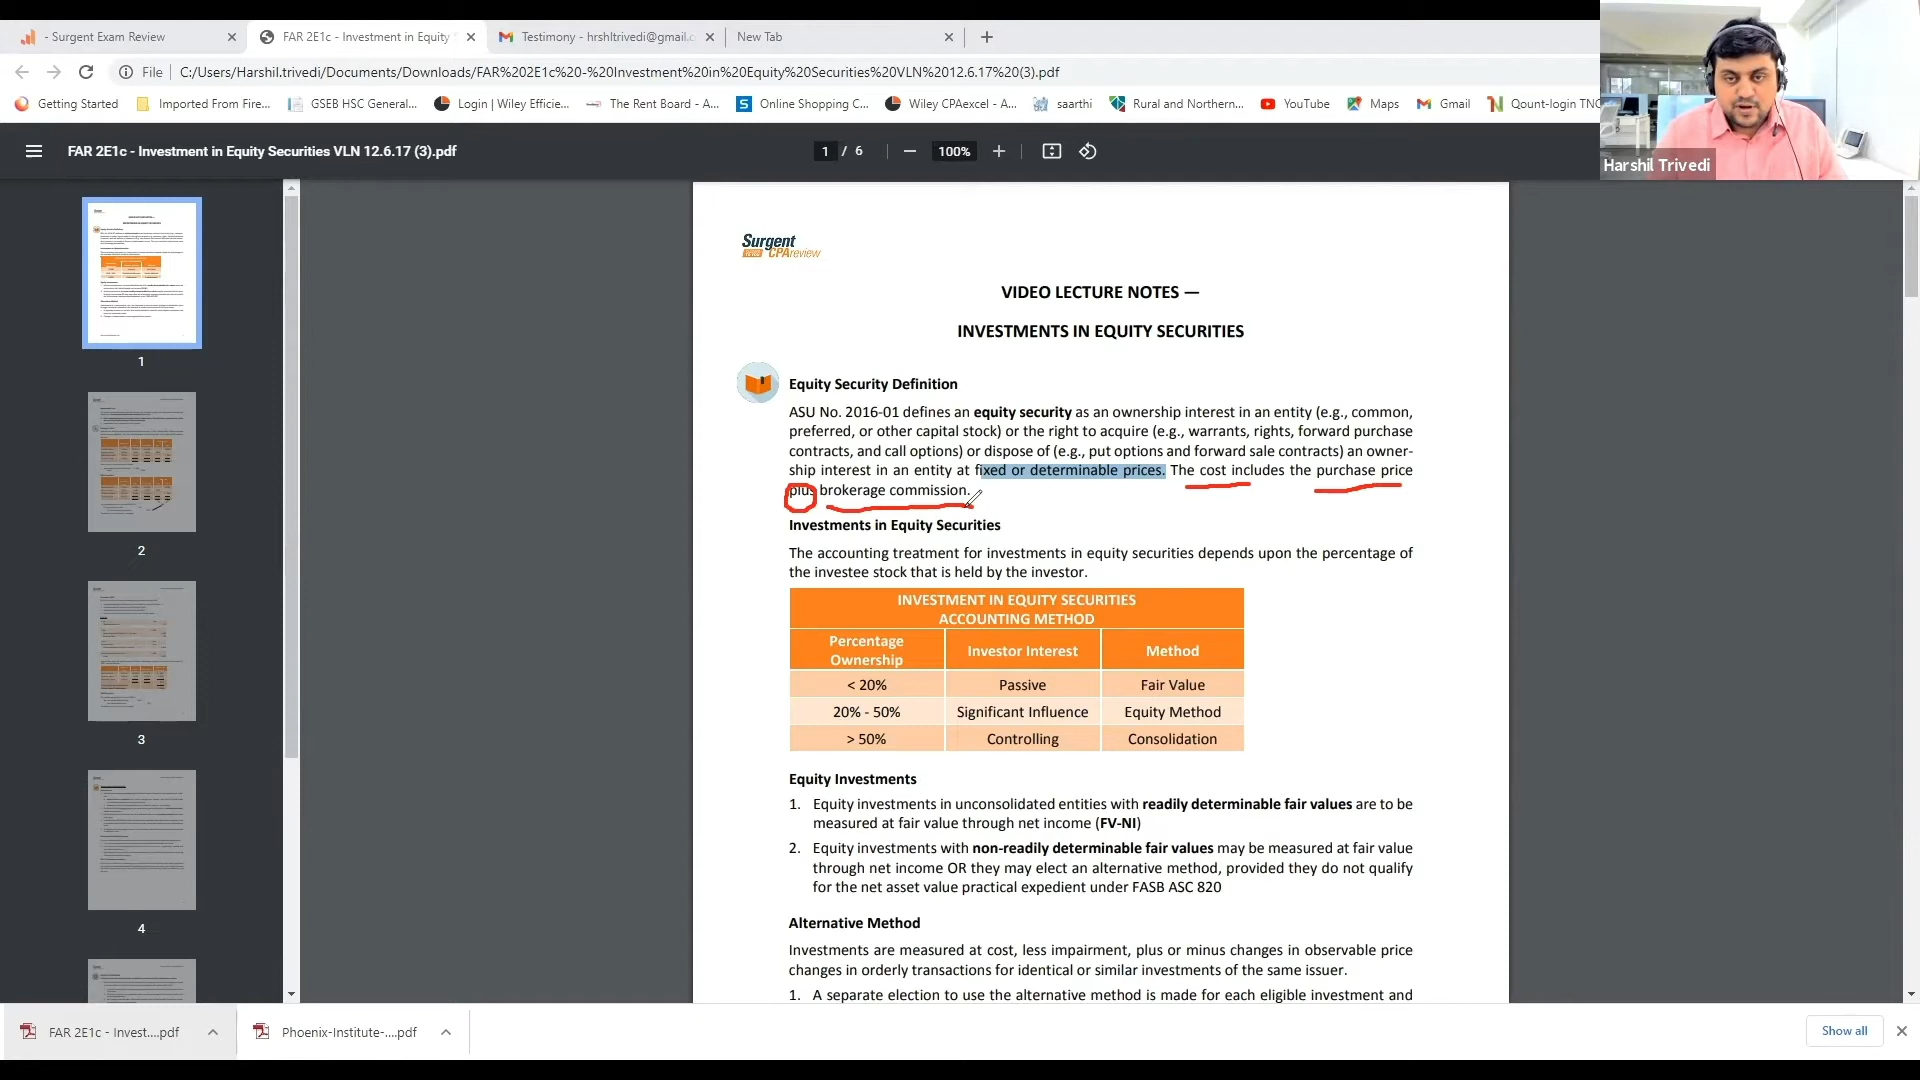 - Surgent Exam Review
FAR 2E1c - Investment in Equity
Testimony - hrshltrivedi@gmail.c
New Tab
File
C:/Users/Harshil.trivedi/Documents/Downloads/FAR%202E1c%20-%20Investment%20in%20Equity%20Securities%20VLN%2012.6.17%20(3).pdf
Getting Started
Imported From Fire...
GSEB HSC General...
Login | Wiley Efficie...
The Rent Board - A...
Online Shopping C...
Wiley CPAexcel - A...
saarthi
Rural and Northern...
YouTube
Maps
Gmail
Qount-login TNC
Harshil Trivedi
FAR 2E1c - Investment in Equity Securities VLN 12.6.17 (3).pdf
1 / 6
100%
1
2
3
4
Surgent
CPAreview
VIDEO LECTURE NOTES —
INVESTMENTS IN EQUITY SECURITIES
Equity Security Definition
ASU No. 2016-01 defines an equity security as an ownership interest in an entity (e.g., common,
preferred, or other capital stock) or the right to acquire (e.g., warrants, rights, forward purchase
contracts, and call options) or dispose of (e.g., put options and forward sale contracts) an owner-
ship interest in an entity at fixed or determinable prices. The cost includes the purchase price
plus brokerage commission.
Investments in Equity Securities
The accounting treatment for investments in equity securities depends upon the percentage of
the investee stock that is held by the investor.
INVESTMENT IN EQUITY SECURITIES
ACCOUNTING METHOD
Percentage
Ownership
Investor Interest
Method
< 20%
Passive
Fair Value
20% - 50%
Significant Influence
Equity Method
> 50%
Controlling
Consolidation
Equity Investments
1. Equity investments in unconsolidated entities with readily determinable fair values are to be
measured at fair value through net income (FV-NI)
2. Equity investments with non-readily determinable fair values may be measured at fair value
through net income OR they may elect an alternative method, provided they do not qualify
for the net asset value practical expedient under FASB ASC 820
Alternative Method
Investments are measured at cost, less impairment, plus or minus changes in observable price
changes in orderly transactions for identical or similar investments of the same issuer.
1. A separate election to use the alternative method is made for each eligible investment and
FAR 2E1c - Invest....pdf
Phoenix-Institute-....pdf
Show all